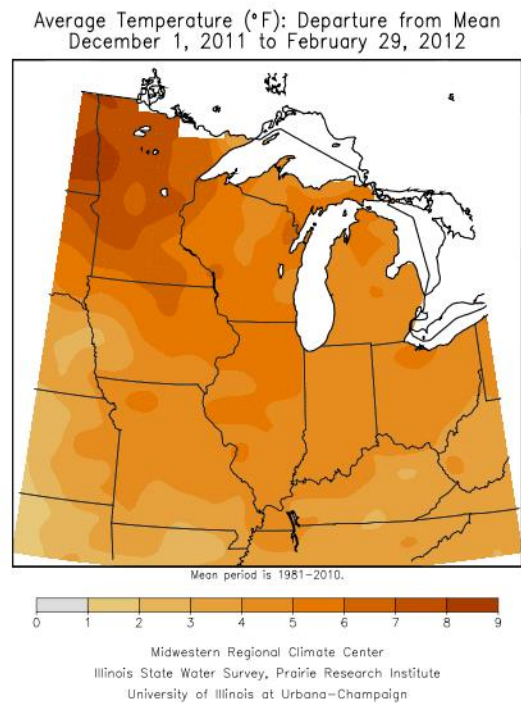 Average Temperature (°F): Departure from Mean
December 1, 2011 to February 29, 2012
Mean period is 1981-2010.
0 1 2 3 4 5 6 7 8 9
Midwestern Regional Climate Center
Illinois State Water Survey, Prairie Research Institute
University of Illinois at Urbana-Champaign